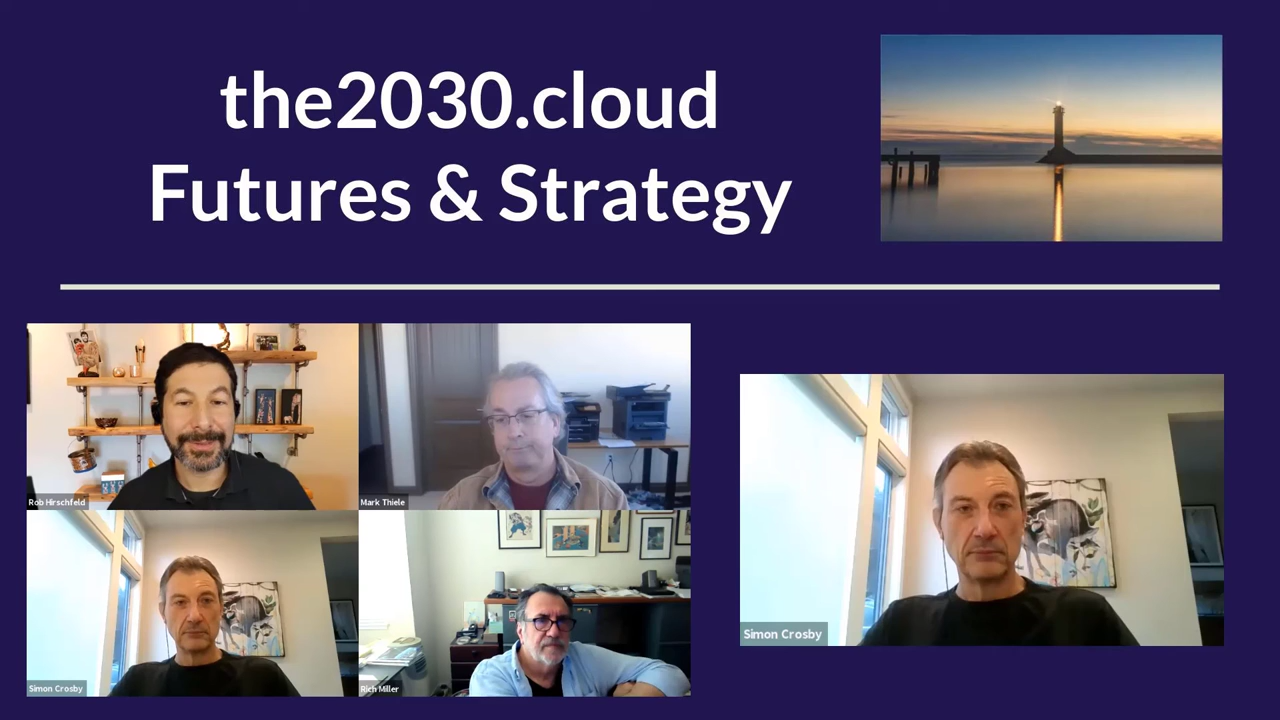 the2030.cloud
Futures & Strategy
Rob Hirschfeld
Mark Thiele
Simon Crosby
Rich Miller
Simon Crosby